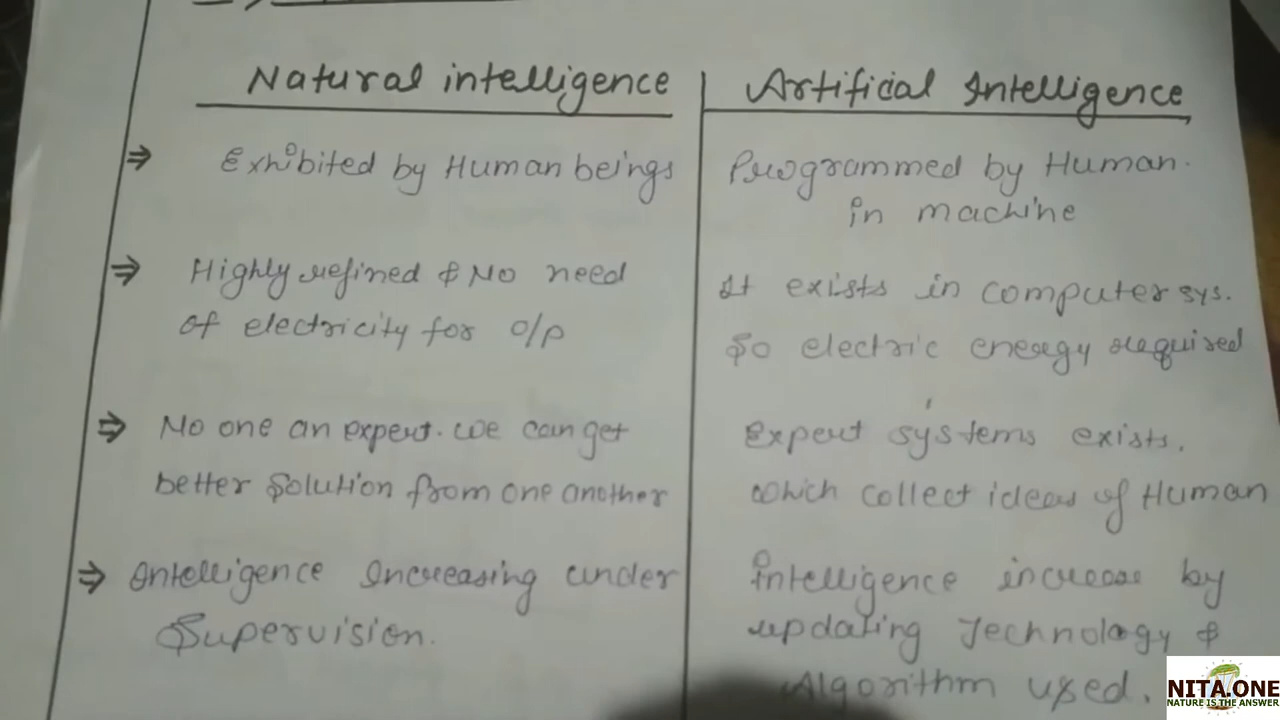 Natural intelligence
Artifical Intelligence
⇒ Exhibited by Human beings
Programmed by Human.
in machine
⇒ Highly refined & No need
of electricity for o/p
It exists in computer sys.
So electric energy required
⇒ No one an expert. we can get
better solution from one another
Expert systems exists.
which collect ideas of Human
⇒ Intelligence Increasing under
Supervision.
intelligence increase by
updating Technology &
Algorithm used.
NITA.ONE
NATURE IS THE ANSWER